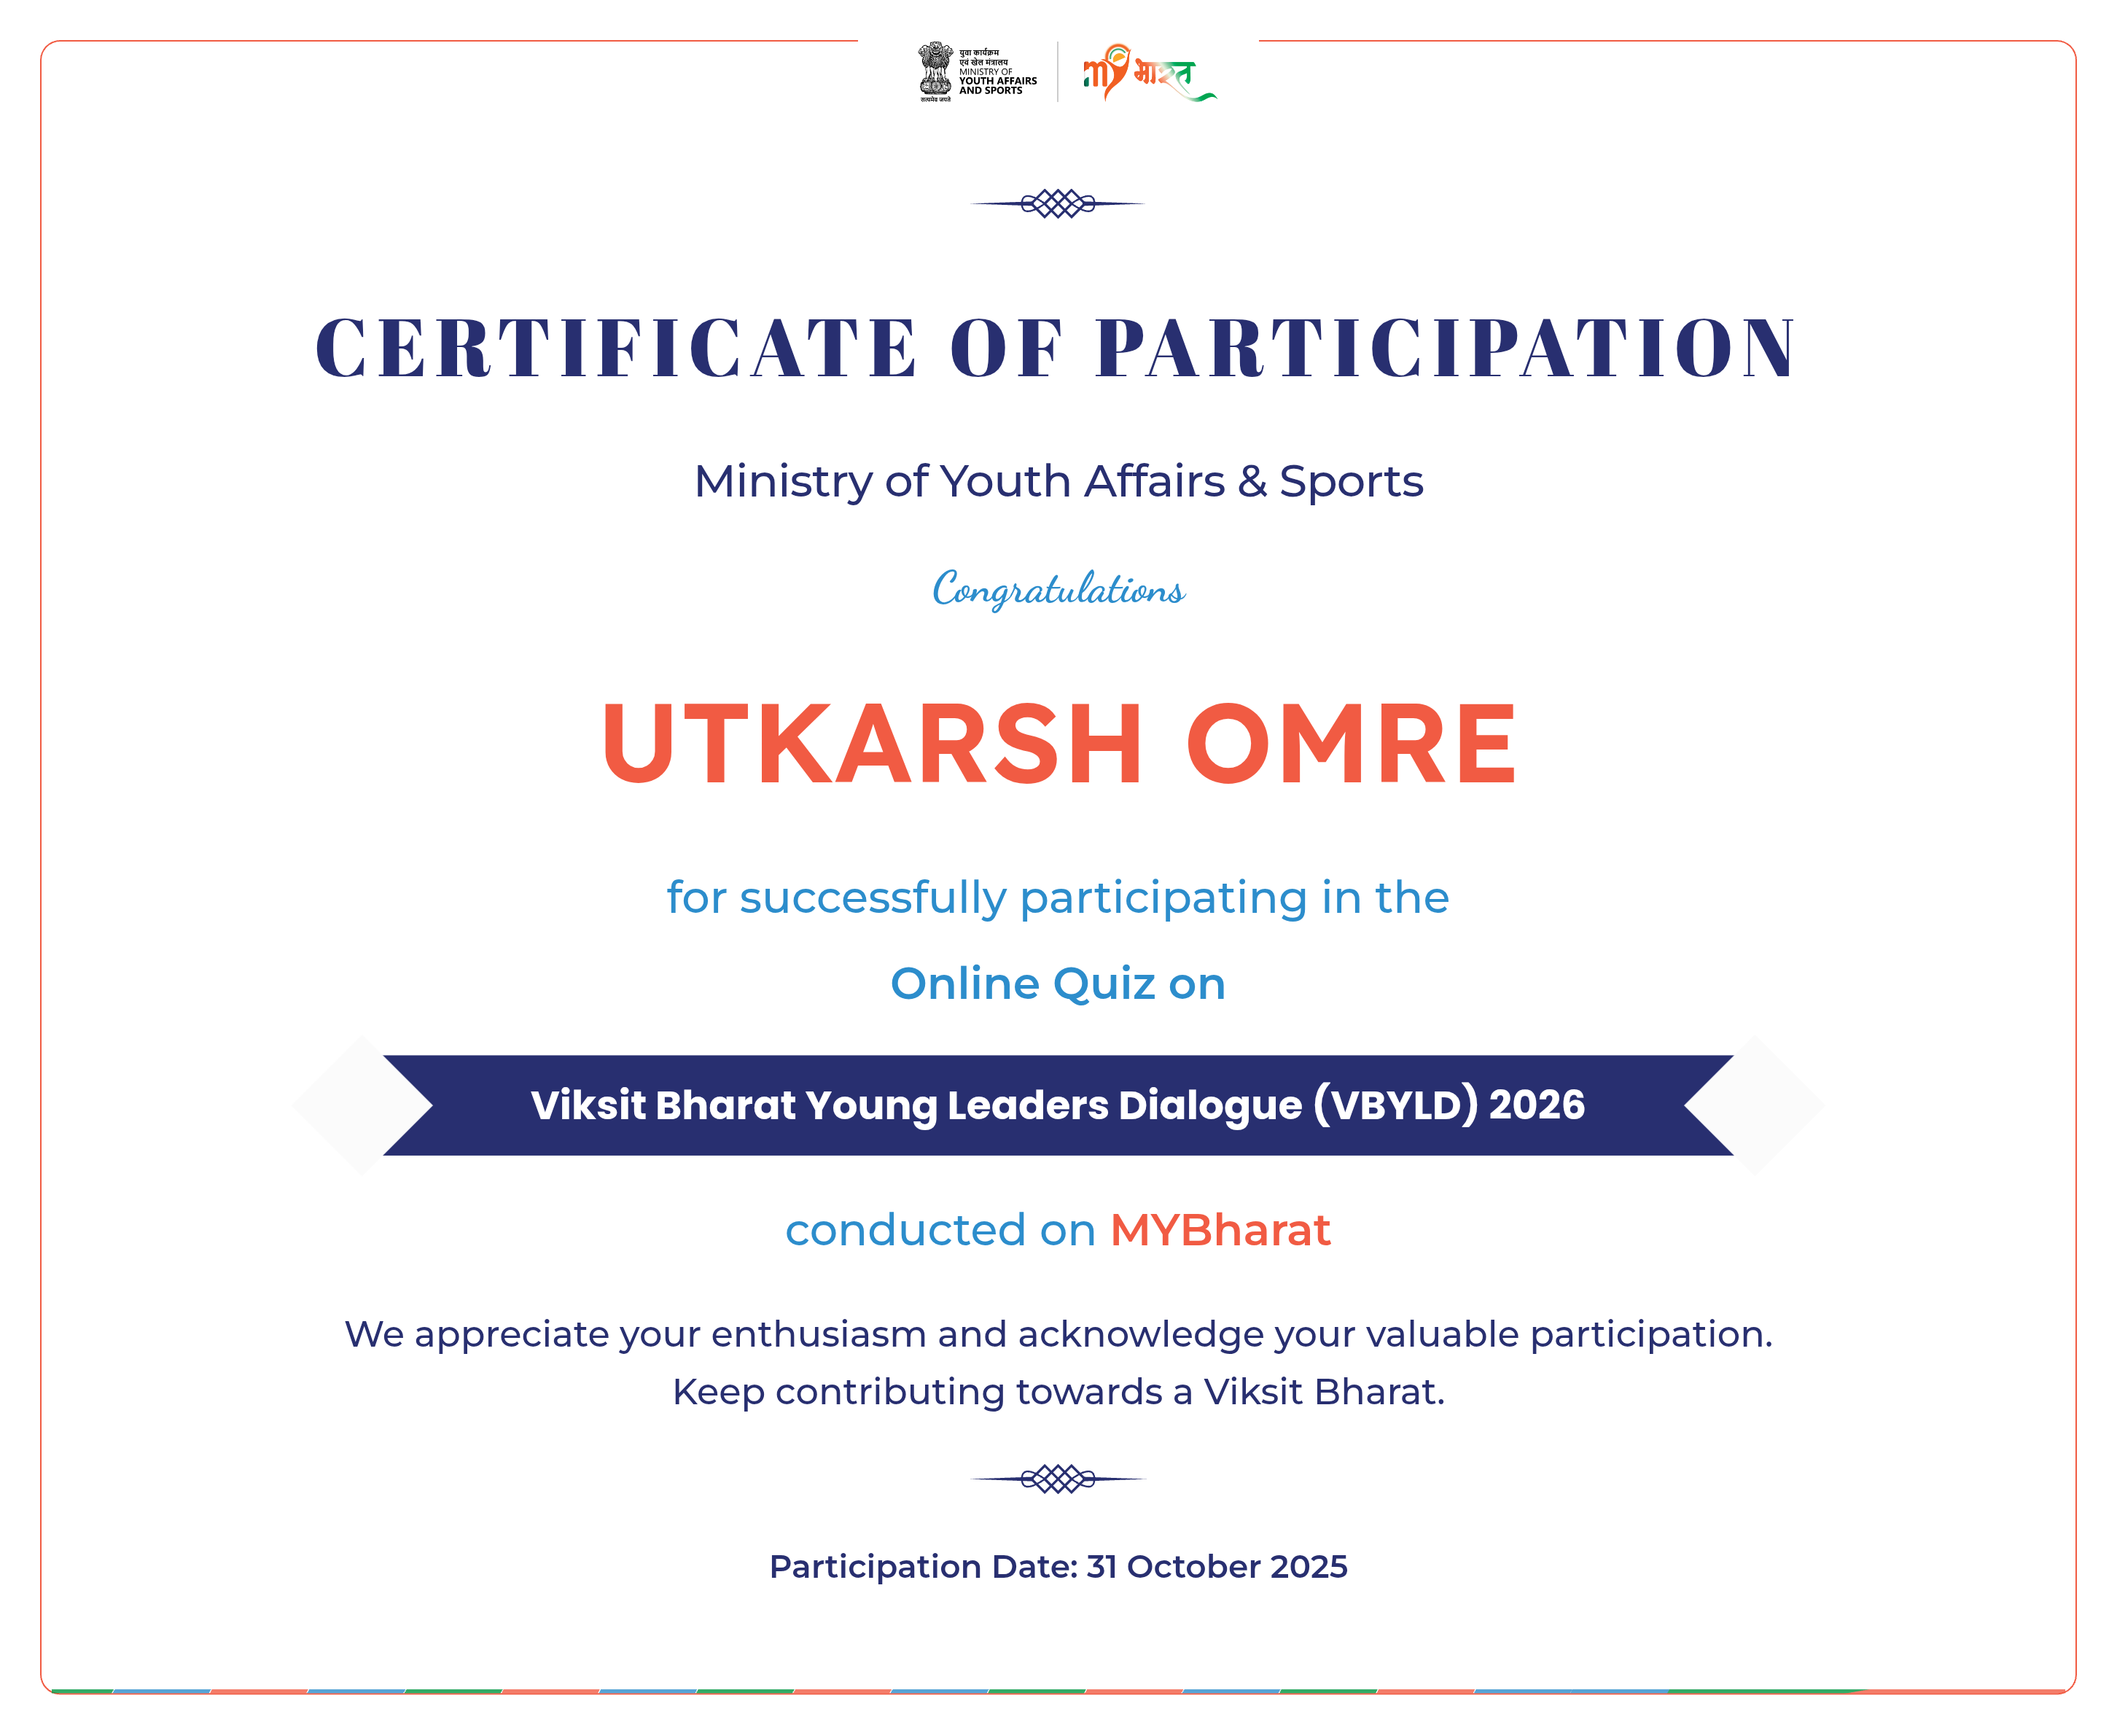 युवा कार्यक्रम
एवं खेल मंत्रालय
MINISTRY OF
YOUTH AFFAIRS
AND SPORTS
सत्यमेव जयते
my भारत
CERTIFICATE OF PARTICIPATION
Ministry of Youth Affairs & Sports
Congratulations
UTKARSH OMRE
for successfully participating in the
Online Quiz on
Viksit Bharat Young Leaders Dialogue (VBYLD) 2026
conducted on MYBharat
We appreciate your enthusiasm and acknowledge your valuable participation.
Keep contributing towards a Viksit Bharat.
Participation Date: 31 October 2025